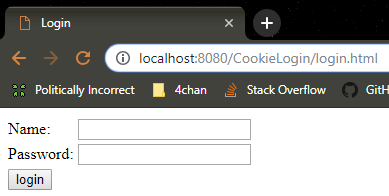 Login
localhost:8080/CookieLogin/login.html
Politically Incorrect 4chan Stack Overflow GitH
Name:
Password:
login